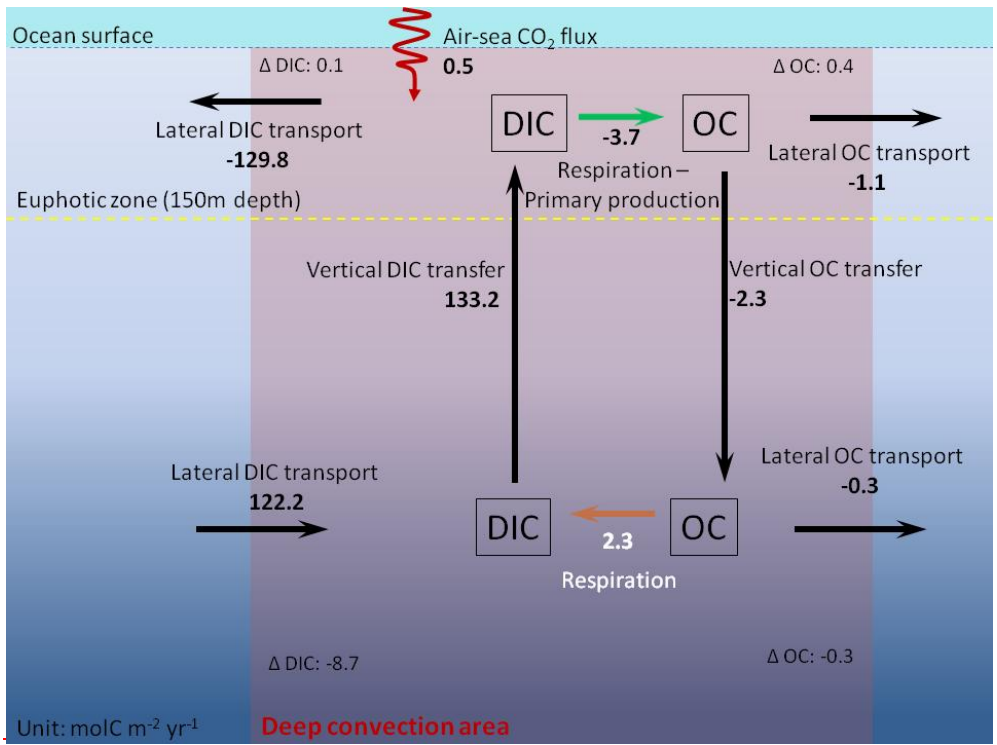 Ocean surface
Air-sea CO₂ flux
0.5
Δ DIC: 0.1
Δ OC: 0.4
Lateral DIC transport
-129.8
DIC
-3.7
OC
Respiration –
Primary production
Lateral OC transport
-1.1
Euphotic zone (150m depth)
Vertical DIC transfer
133.2
Vertical OC transfer
-2.3
Lateral DIC transport
122.2
DIC
2.3
OC
Respiration
Lateral OC transport
-0.3
Δ DIC: -8.7
Δ OC: -0.3
Unit: molC m⁻² yr⁻¹
Deep convection area